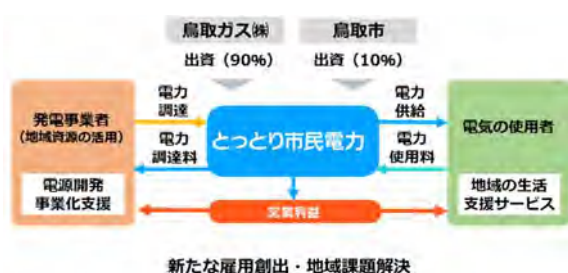 鳥取ガス㈱
鳥取市
出資（90%）
出資（10%）
発電事業者
（地域資源の活用）
電力
調達
電力
調達料
とっとり市民電力
電力
供給
電力
使用料
電気の使用者
電源開発
事業化支援
営業利益
地域の生活
支援サービス
新たな雇用創出・地域課題解決